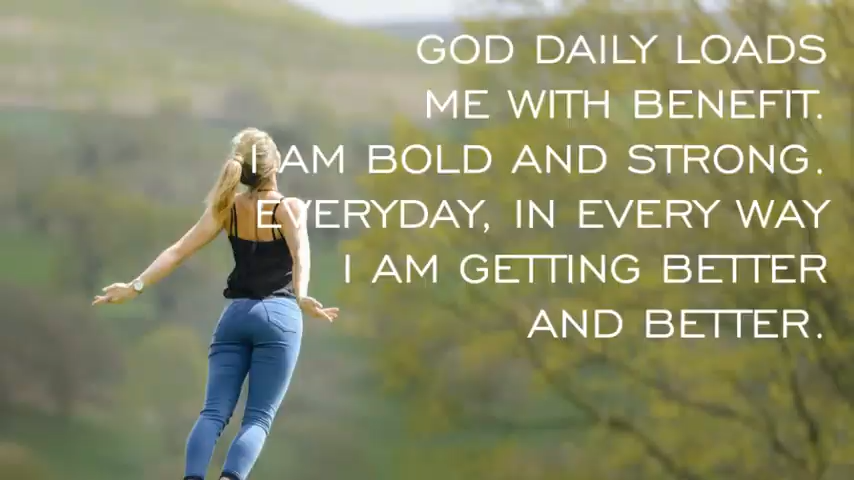 GOD DAILY LOADS
ME WITH BENEFIT.
I AM BOLD AND STRONG.
EVERYDAY, IN EVERY WAY
I AM GETTING BETTER
AND BETTER.